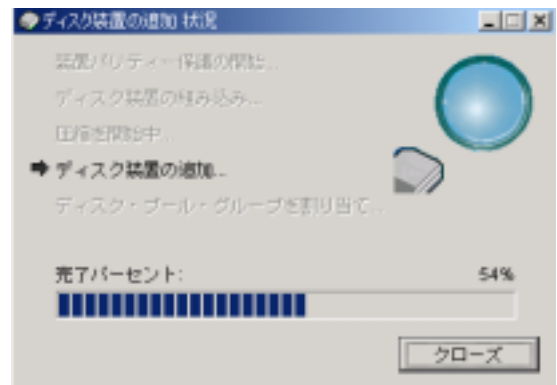 ディスク装置の追加 状況
装置パリティー保護の開始...
ディスク装置の組み込み...
圧縮を開始中...
ディスク装置の追加...
ディスク・プール・グループを割り当て...
完了パーセント: 54%
クローズ